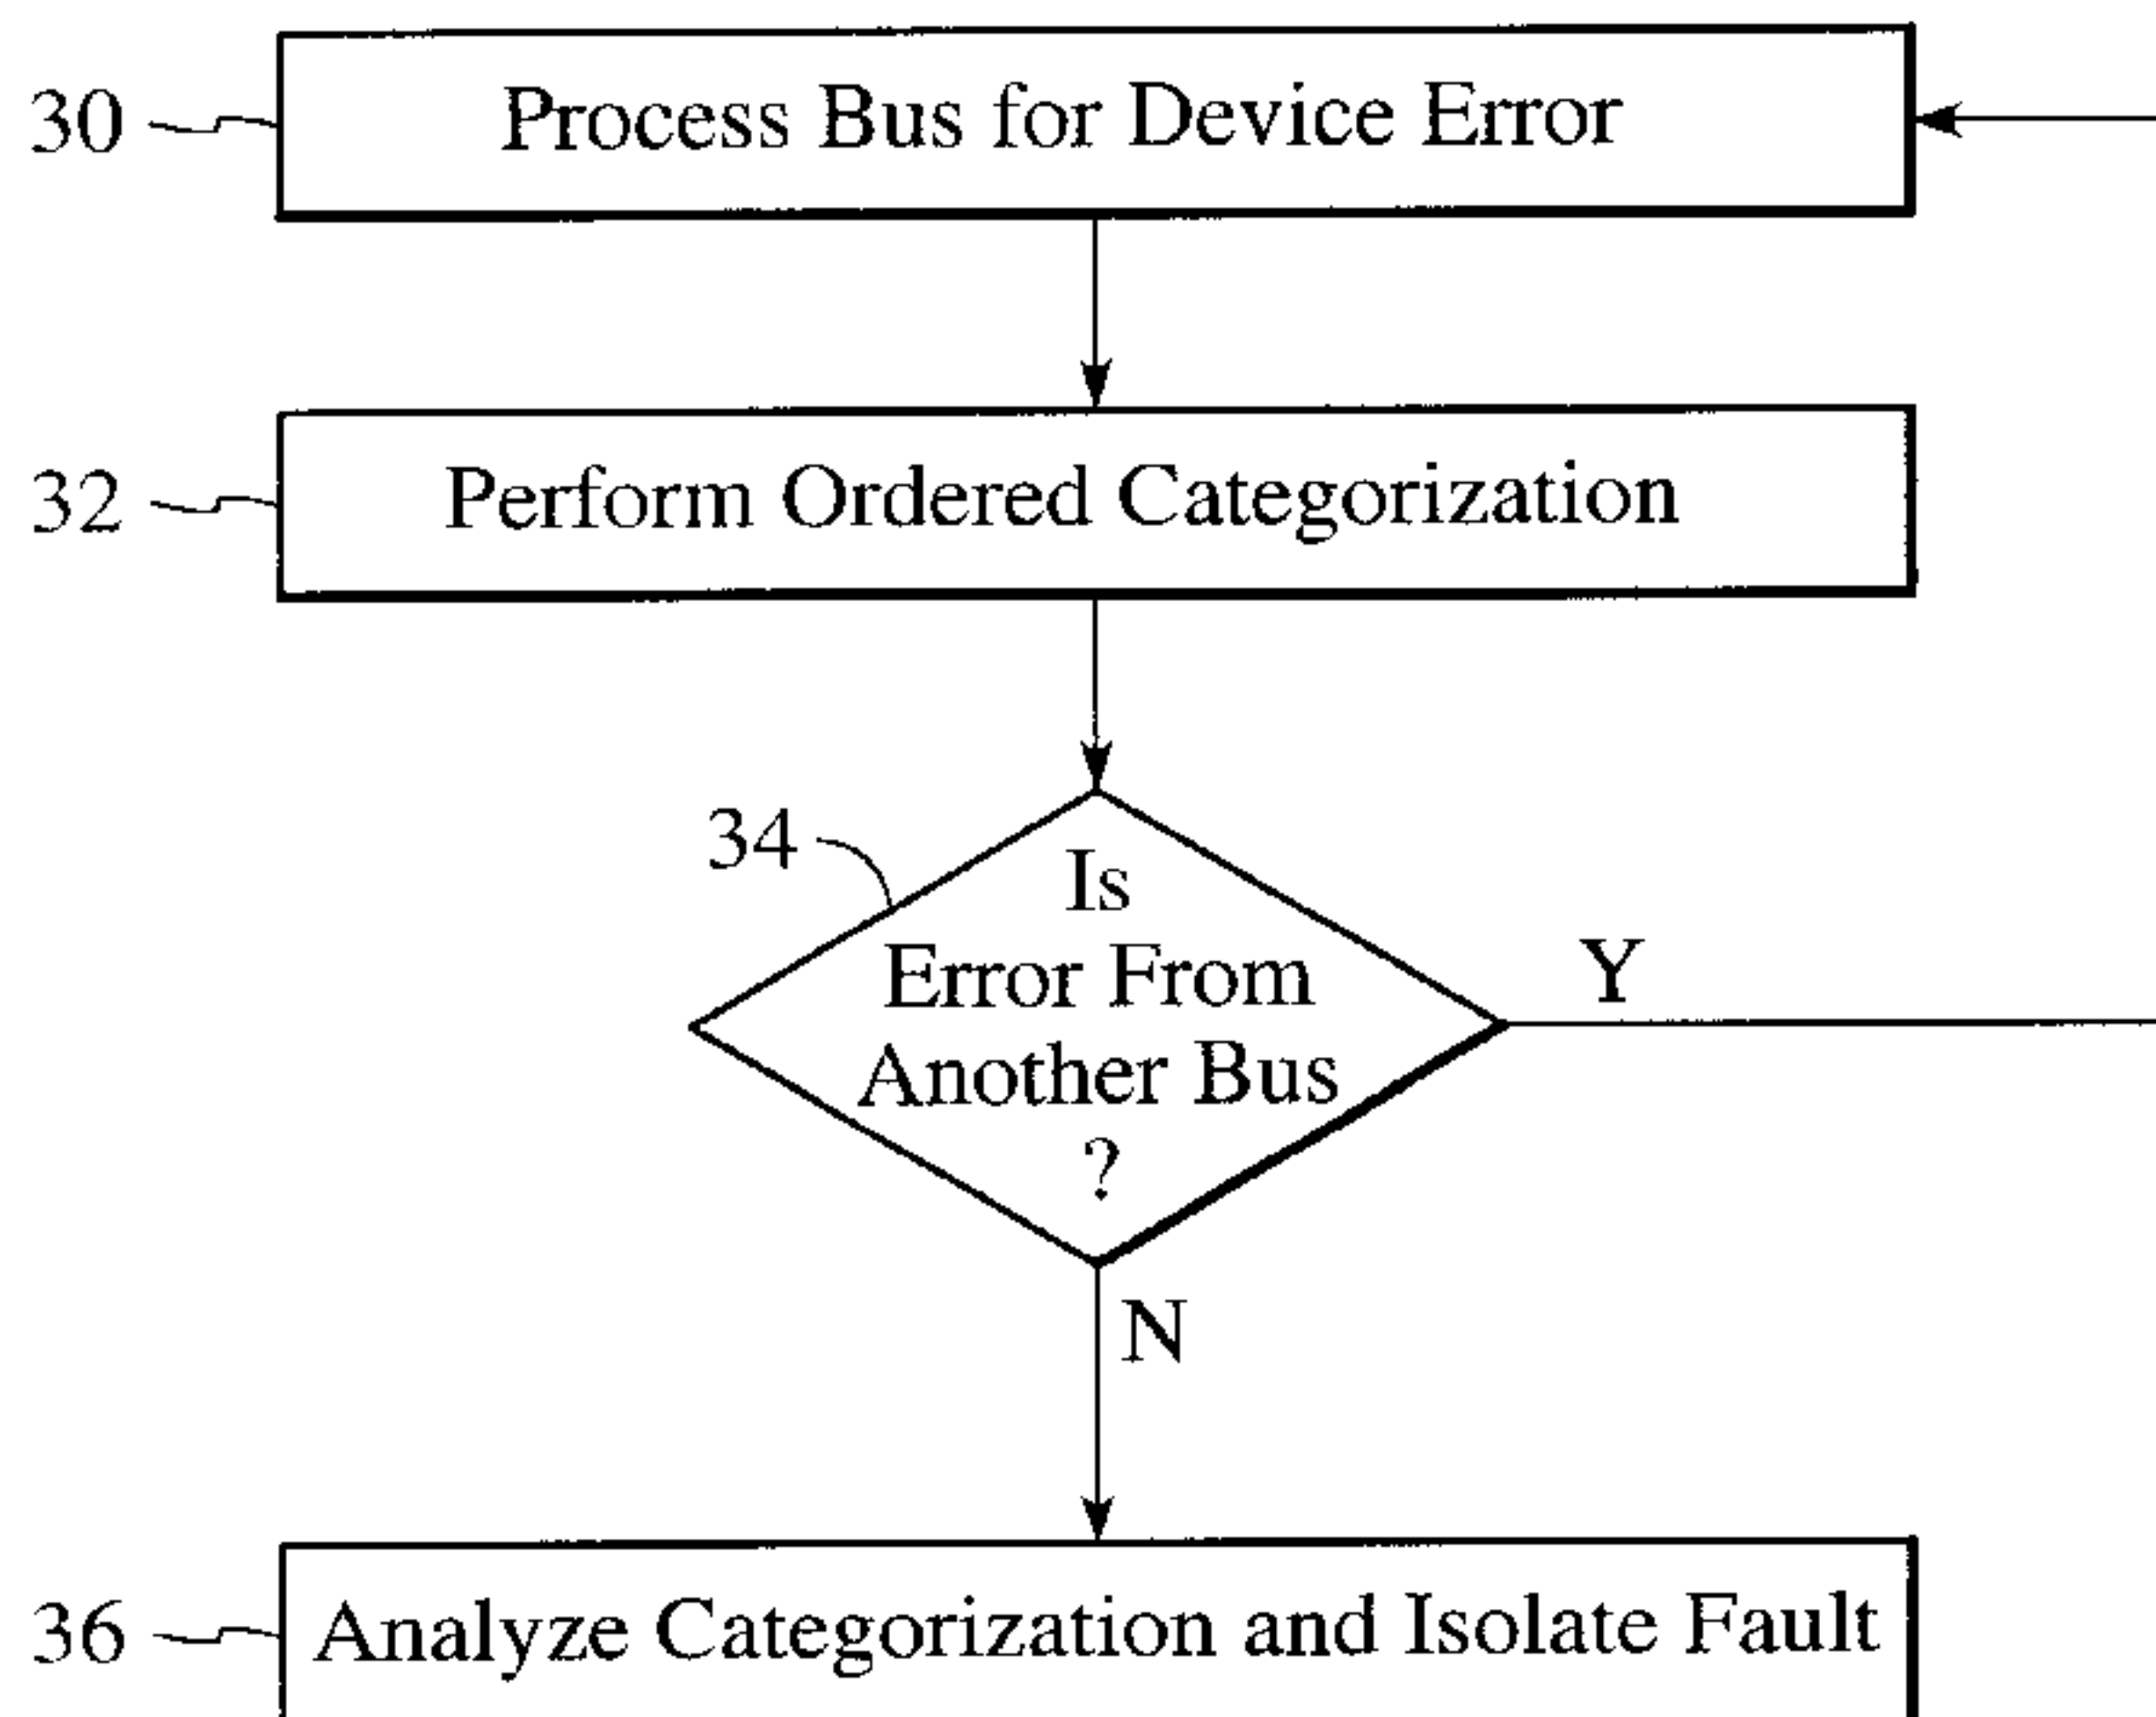 30 Process Bus for Device Error
32 Perform Ordered Categorization
34
Is
Error From
Another Bus
?
Y
N
36 Analyze Categorization and Isolate Fault